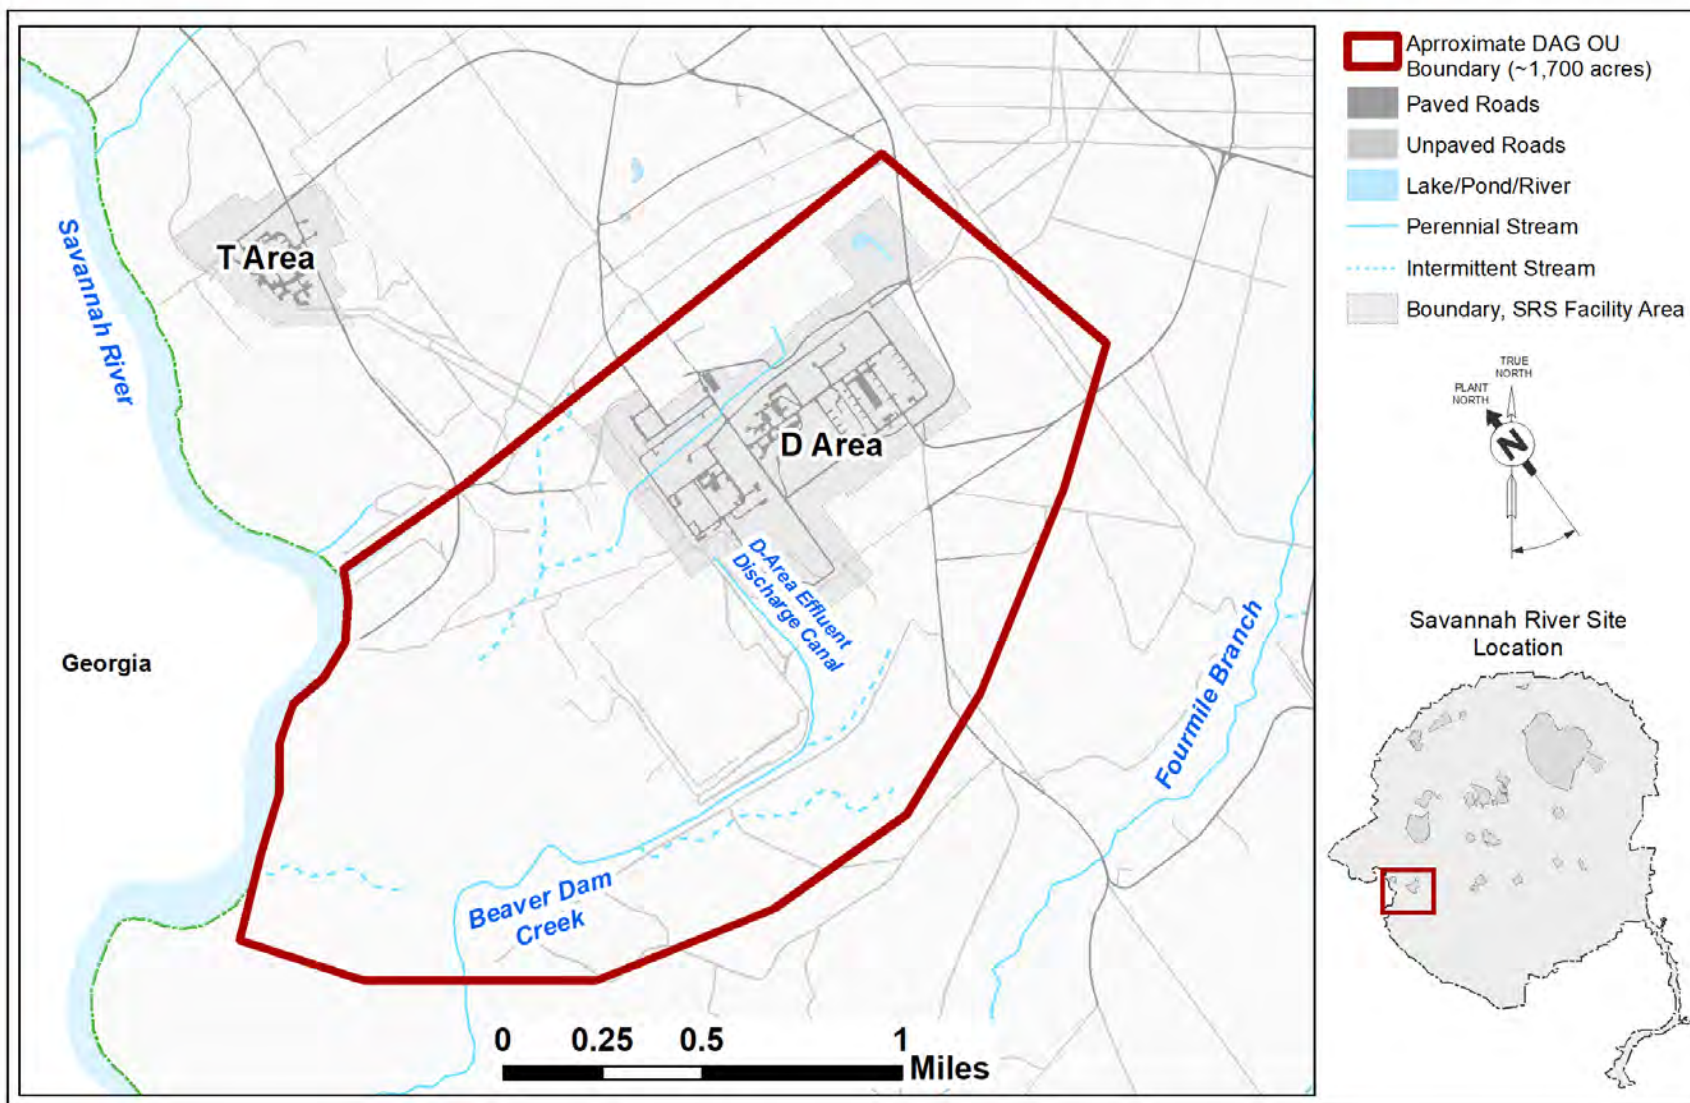 Savannah River
T Area
D Area
D-Area Effluent
Discharge Canal
Georgia
Fourmile Branch
Beaver Dam
Creek
0 0.25 0.5 1
Miles
Aproximate DAG OU
Boundary (~1,700 acres)
Paved Roads
Unpaved Roads
Lake/Pond/River
Perennial Stream
Intermittent Stream
Boundary, SRS Facility Area
TRUE
NORTH
PLANT
NORTH
N
Savannah River Site
Location